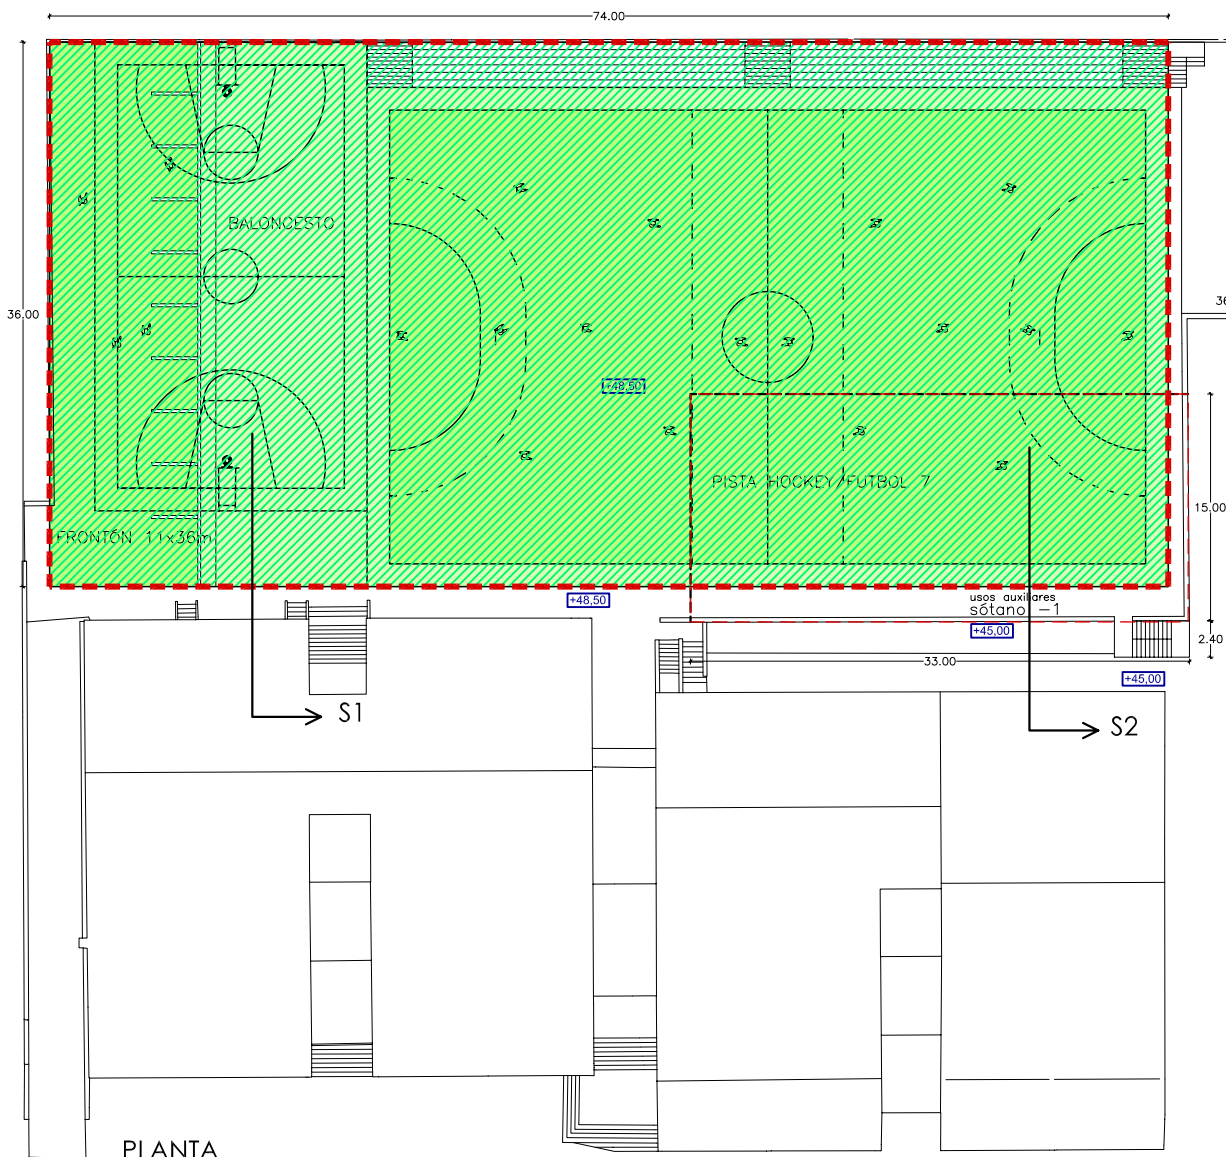 74.00
BALONCESTO
36.00
36
+48,50
PISTA HOCKEY/FUTBOL 7
15.00
FRONTÓN 11x36m
+48,50
usos auxiliares
sótano -1
+45,00
2.40
33.00
+45,00
S1
S2
PLANTA